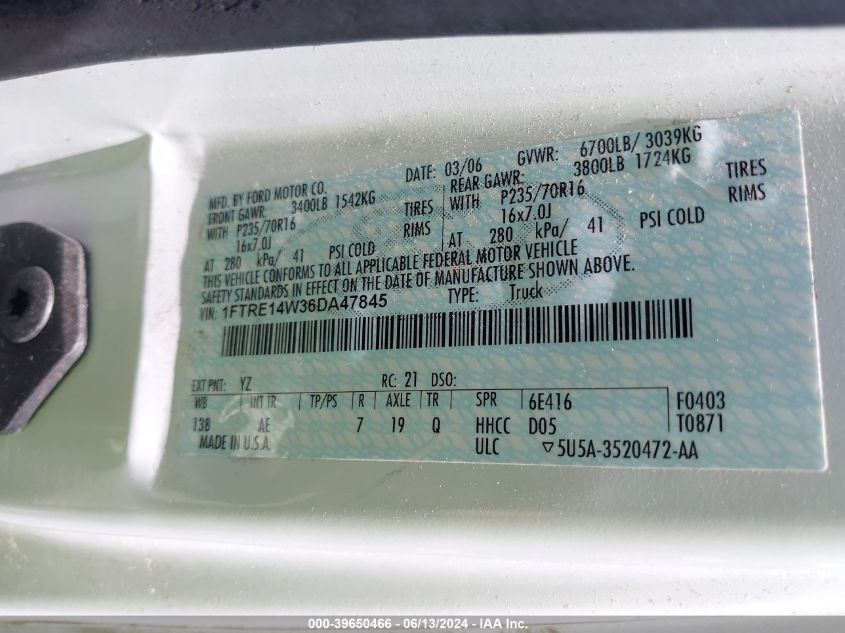 MFD. BY FORD MOTOR CO.
DATE: 03/06 GVWR: 6700LB/ 3039KG
FRONT GAWR: 3400LB 1542KG REAR GAWR: 3800LB 1724KG
WITH P235/70R16 TIRES WITH P235/70R16 TIRES
16x7.0J RIMS 16x7.0J RIMS
AT 280 kPa/ 41 PSI COLD AT 280 kPa/ 41 PSI COLD
THIS VEHICLE CONFORMS TO ALL APPLICABLE FEDERAL MOTOR VEHICLE
SAFETY STANDARDS IN EFFECT ON THE DATE OF MANUFACTURE SHOWN ABOVE.
VIN: 1FTRE14W36DA47845 TYPE: Truck
EXT PNT: YZ RC: 21 DSO:
WB INT TR TP/PS R AXLE TR SPR 6E416 F0403
138 AE 7 19 Q HHCC D05 T0871
MADE IN U.S.A. ULC ▽5U5A-3520472-AA
000-39650466 - 06/13/2024 - IAA Inc.